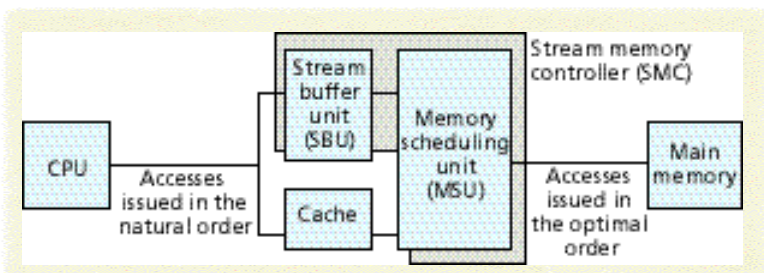 CPU
Accesses
issued in the
natural order
Stream
buffer
unit
(SBU)
Cache
Memory
scheduling
unit
(MSU)
Stream memory
controller (SMC)
Accesses
issued in
the optimal
order
Main
memory